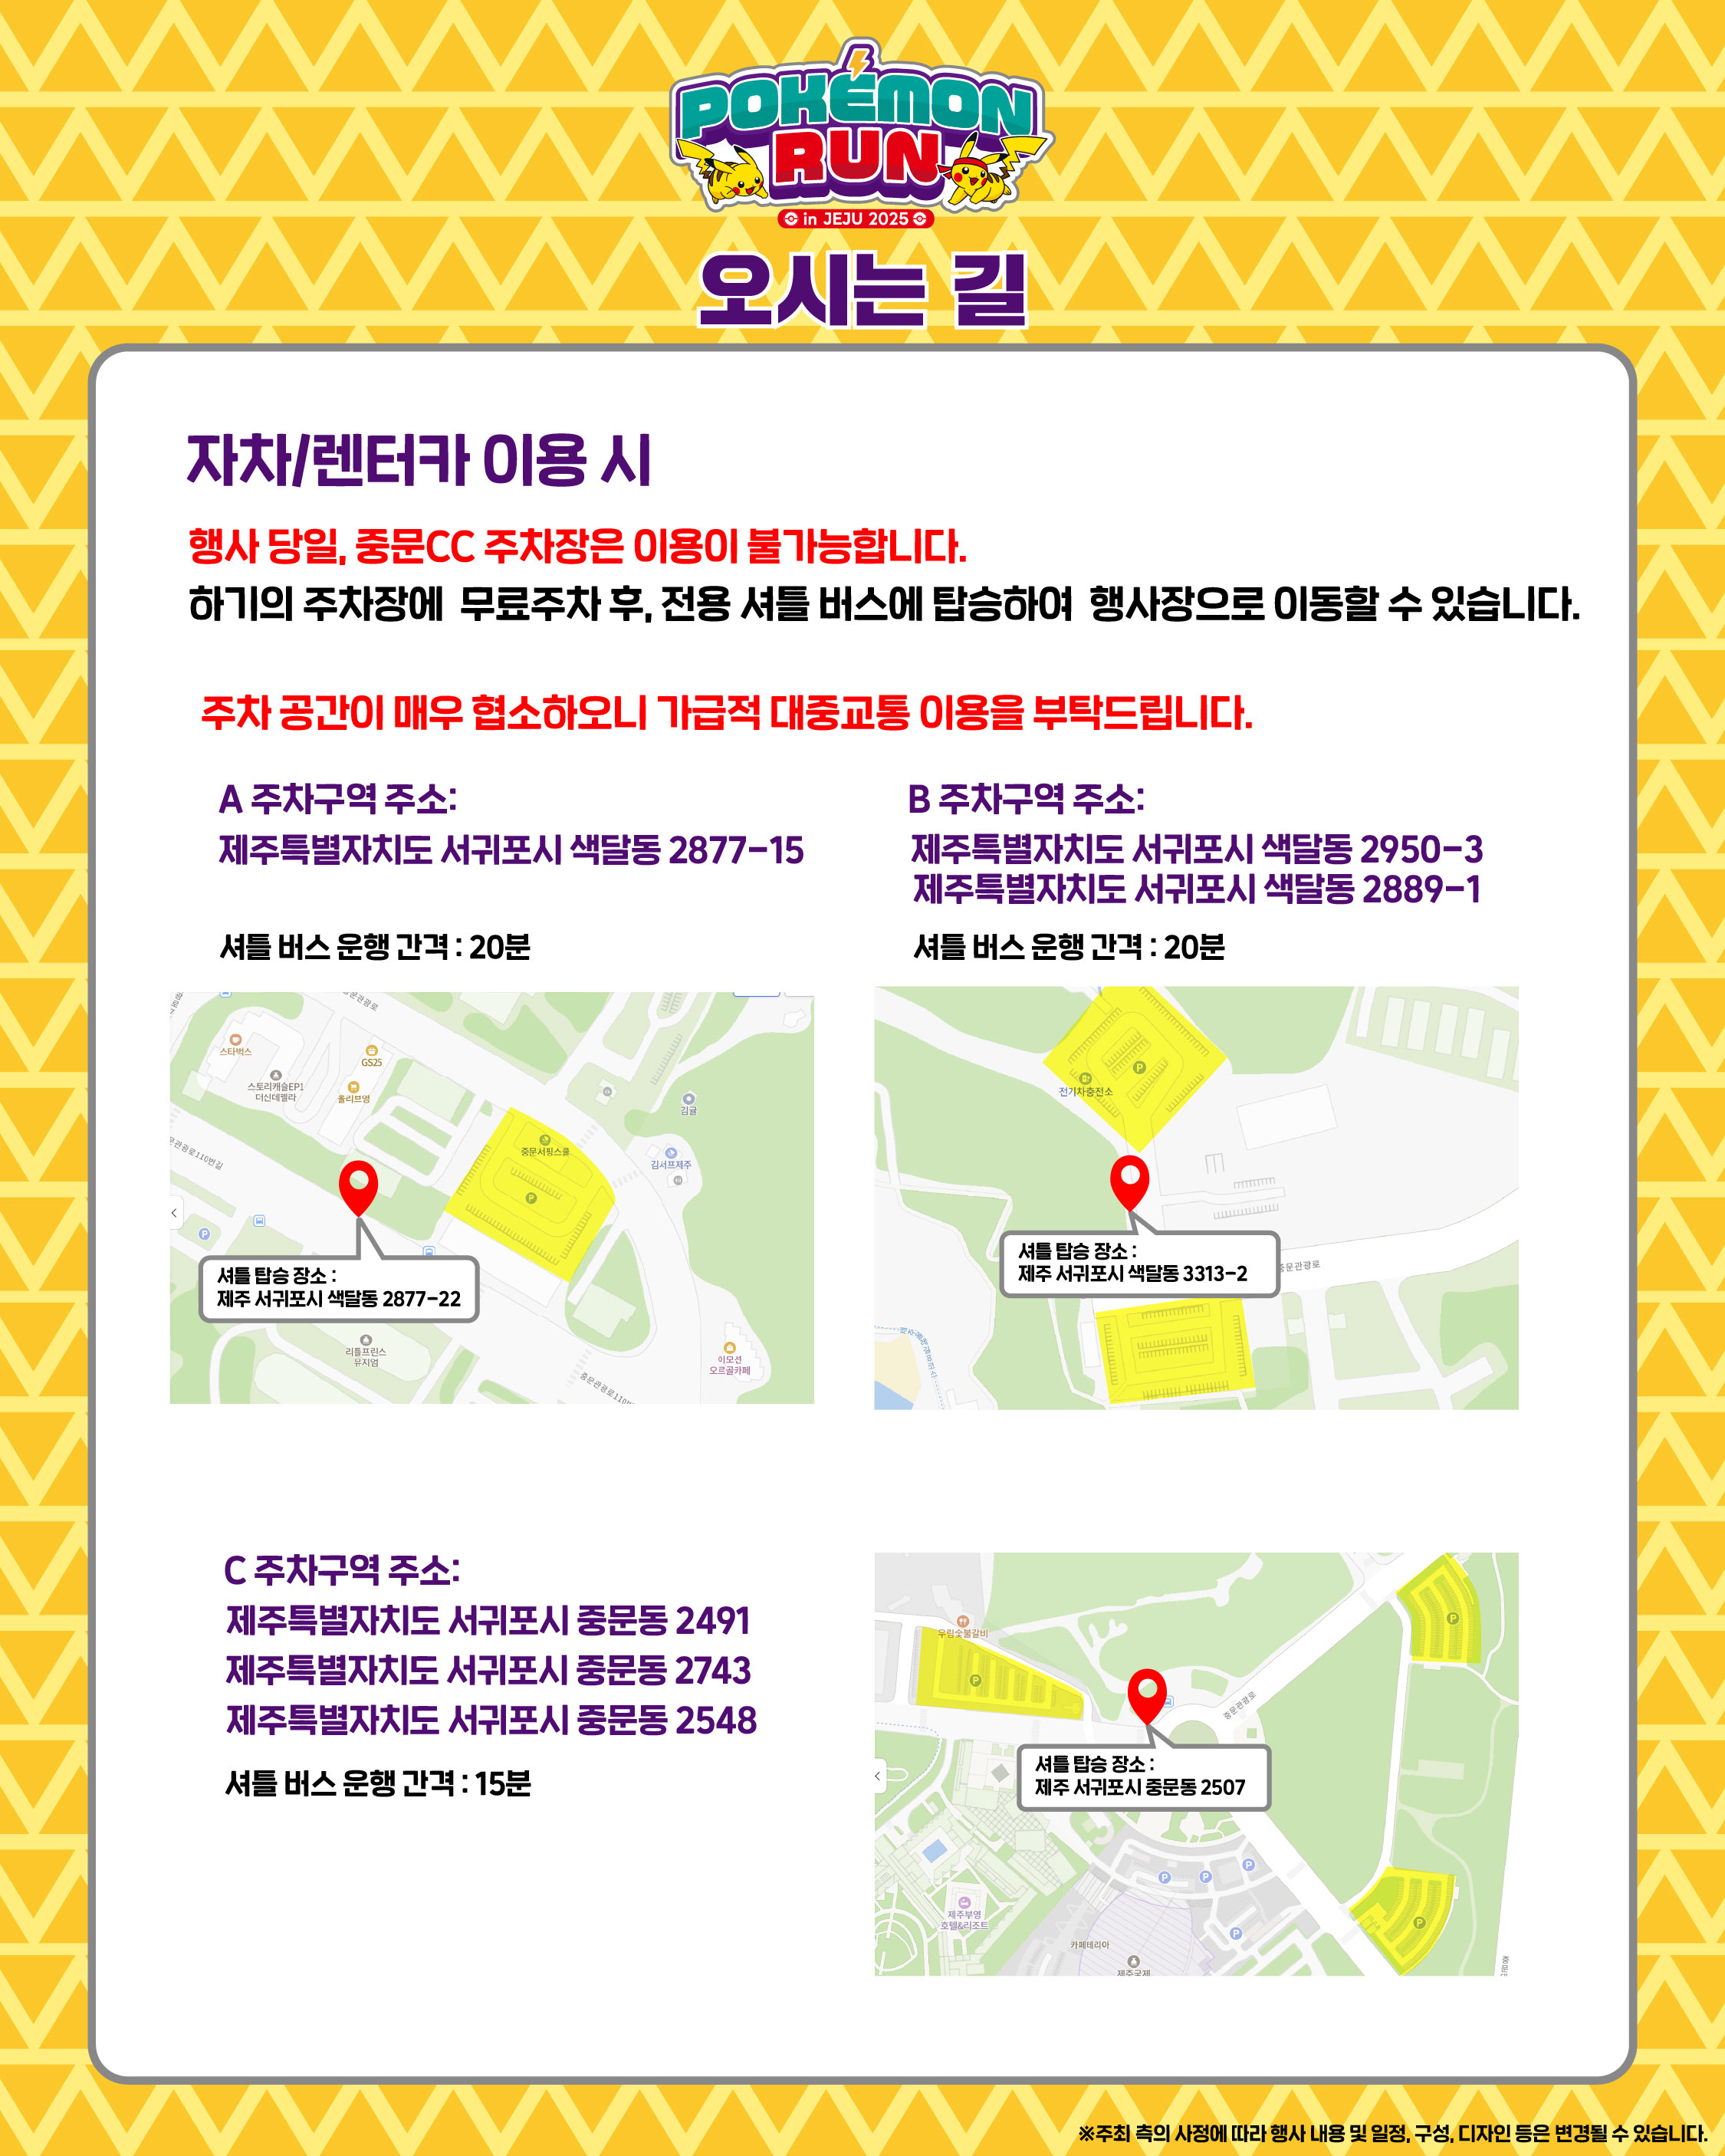 POKÉMON
RUN
in JEJU 2025
오시는 길
자차/렌터카 이용 시
행사 당일, 중문CC 주차장은 이용이 불가능합니다.
하기의 주차장에 무료주차 후, 전용 셔틀 버스에 탑승하여 행사장으로 이동할 수 있습니다.
주차 공간이 매우 협소하오니 가급적 대중교통 이용을 부탁드립니다.
A 주차구역 주소:
제주특별자치도 서귀포시 색달동 2877-15
셔틀 버스 운행 간격 : 20분
중문관광로
스타벅스
GS25
스토리캐슬EP1
더신데렐라
올리브영
김귤
중문서핑스쿨
김서프제주
중문관광로110번길
P
P
셔틀 탑승 장소 :
제주 서귀포시 색달동 2877-22
리틀프린스
뮤지엄
이모션
오르골카페
B 주차구역 주소:
제주특별자치도 서귀포시 색달동 2950-3
제주특별자치도 서귀포시 색달동 2889-1
셔틀 버스 운행 간격 : 20분
P
전기차충전소
셔틀 탑승 장소 :
제주 서귀포시 색달동 3313-2
중문관광로
C 주차구역 주소:
제주특별자치도 서귀포시 중문동 2491
제주특별자치도 서귀포시 중문동 2743
제주특별자치도 서귀포시 중문동 2548
셔틀 버스 운행 간격 : 15분
우림숯불갈비
P
P
중문관광로
셔틀 탑승 장소 :
제주 서귀포시 중문동 2507
P
P
P
P
P
제주부영
호텔&리조트
카페테리아
제주국제
※주최 측의 사정에 따라 행사 내용 및 일정, 구성, 디자인 등은 변경될 수 있습니다.